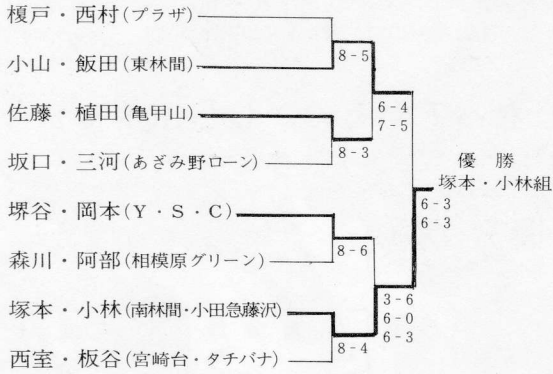 榎戸・西村(プラザ)
8-5
小山・飯田(東林間)
6-4
7-5
佐藤・植田(亀甲山)
8-3
坂口・三河(あざみ野ローン)
優勝
塚本・小林組
6-3
6-3
堺谷・岡本(Y・S・C)
8-6
森川・阿部(相模原グリーン)
3-6
6-0
6-3
塚本・小林(南林間・小田急藤沢)
8-4
西室・板谷(宮崎台・タチバナ)